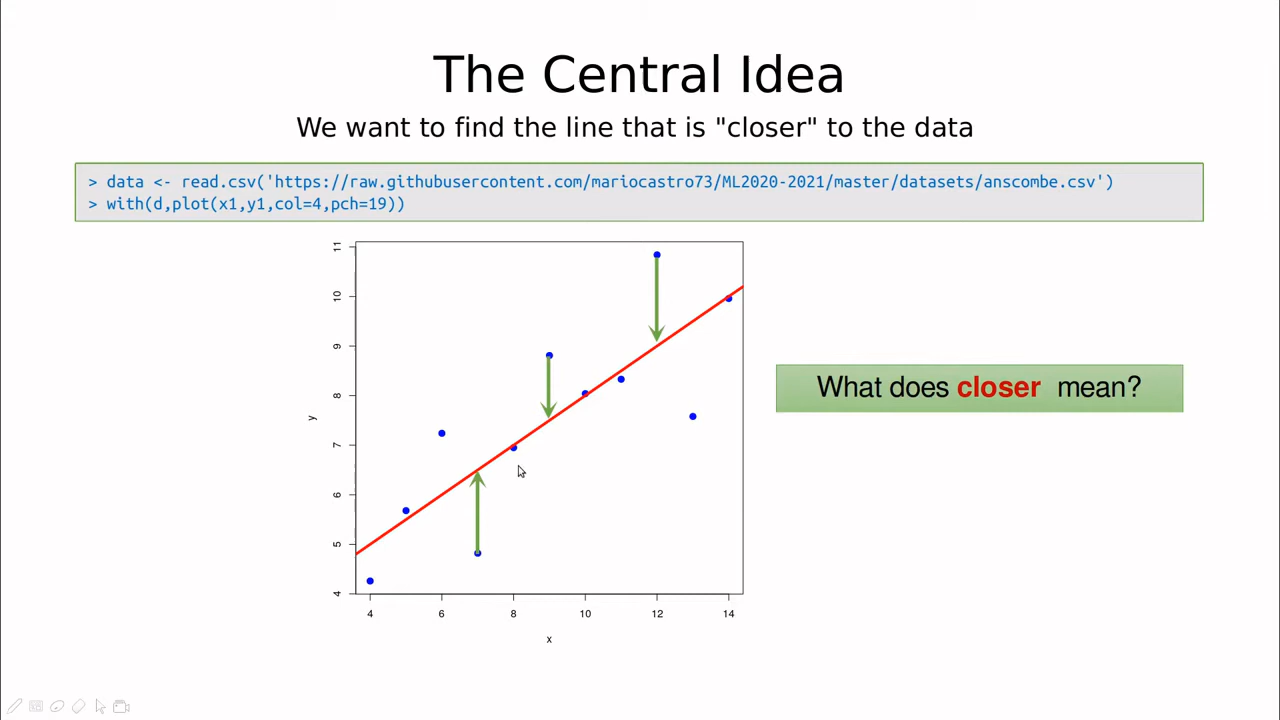 The Central Idea
We want to find the line that is "closer" to the data
> data <- read.csv('https://raw.githubusercontent.com/mariocastro73/ML2020-2021/master/datasets/anscombe.csv')
> with(d,plot(x1,y1,col=4,pch=19))
11
10
9
8
7
6
5
4
y
4 6 8 10 12 14
x
What does closer mean?